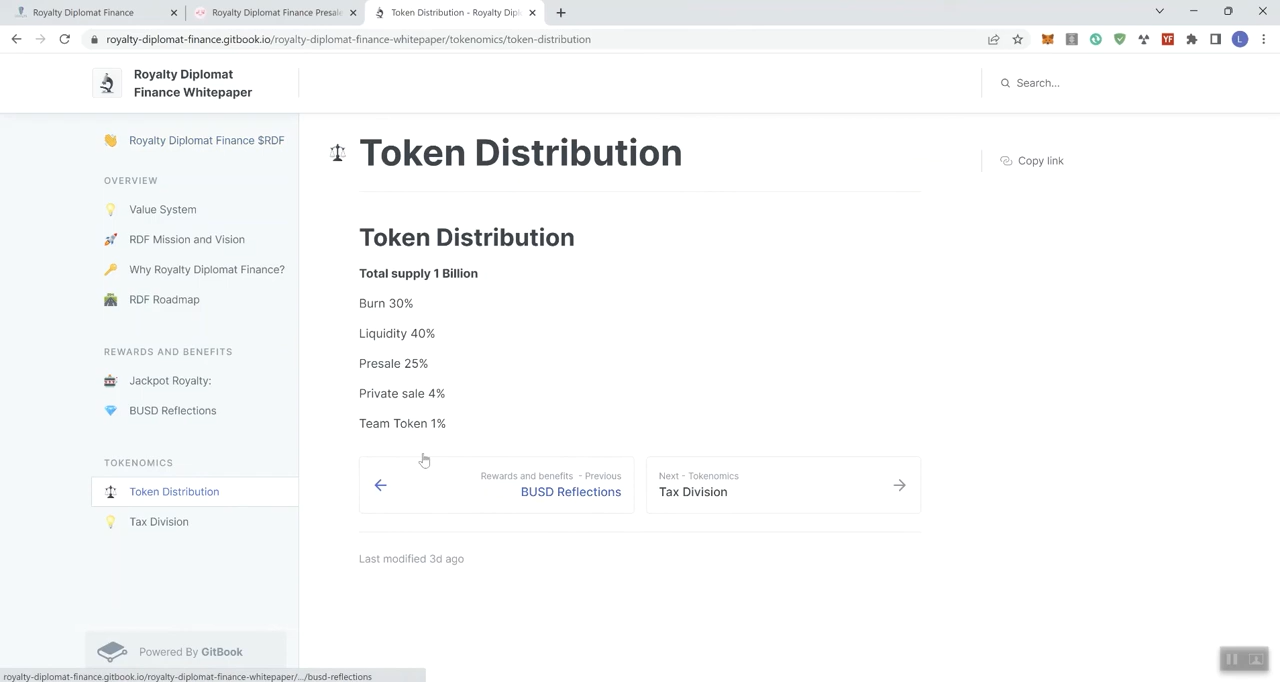 Royalty Diplomat Finance
Royalty Diplomat Finance Presale
Token Distribution - Royalty Dipl
royalty-diplomat-finance.gitbook.io/royalty-diplomat-finance-whitepaper/tokenomics/token-distribution
YF
L
Royalty Diplomat
Finance Whitepaper
Search...
Royalty Diplomat Finance $RDF
OVERVIEW
Value System
RDF Mission and Vision
Why Royalty Diplomat Finance?
RDF Roadmap
REWARDS AND BENEFITS
Jackpot Royalty:
BUSD Reflections
TOKENOMICS
Token Distribution
Tax Division
Powered By GitBook
Token Distribution
Copy link
Token Distribution
Total supply 1 Billion
Burn 30%
Liquidity 40%
Presale 25%
Private sale 4%
Team Token 1%
Rewards and benefits - Previous
BUSD Reflections
Next - Tokenomics
Tax Division
Last modified 3d ago
royalty-diplomat-finance.gitbook.io/royalty-diplomat-finance-whitepaper/.../busd-reflections